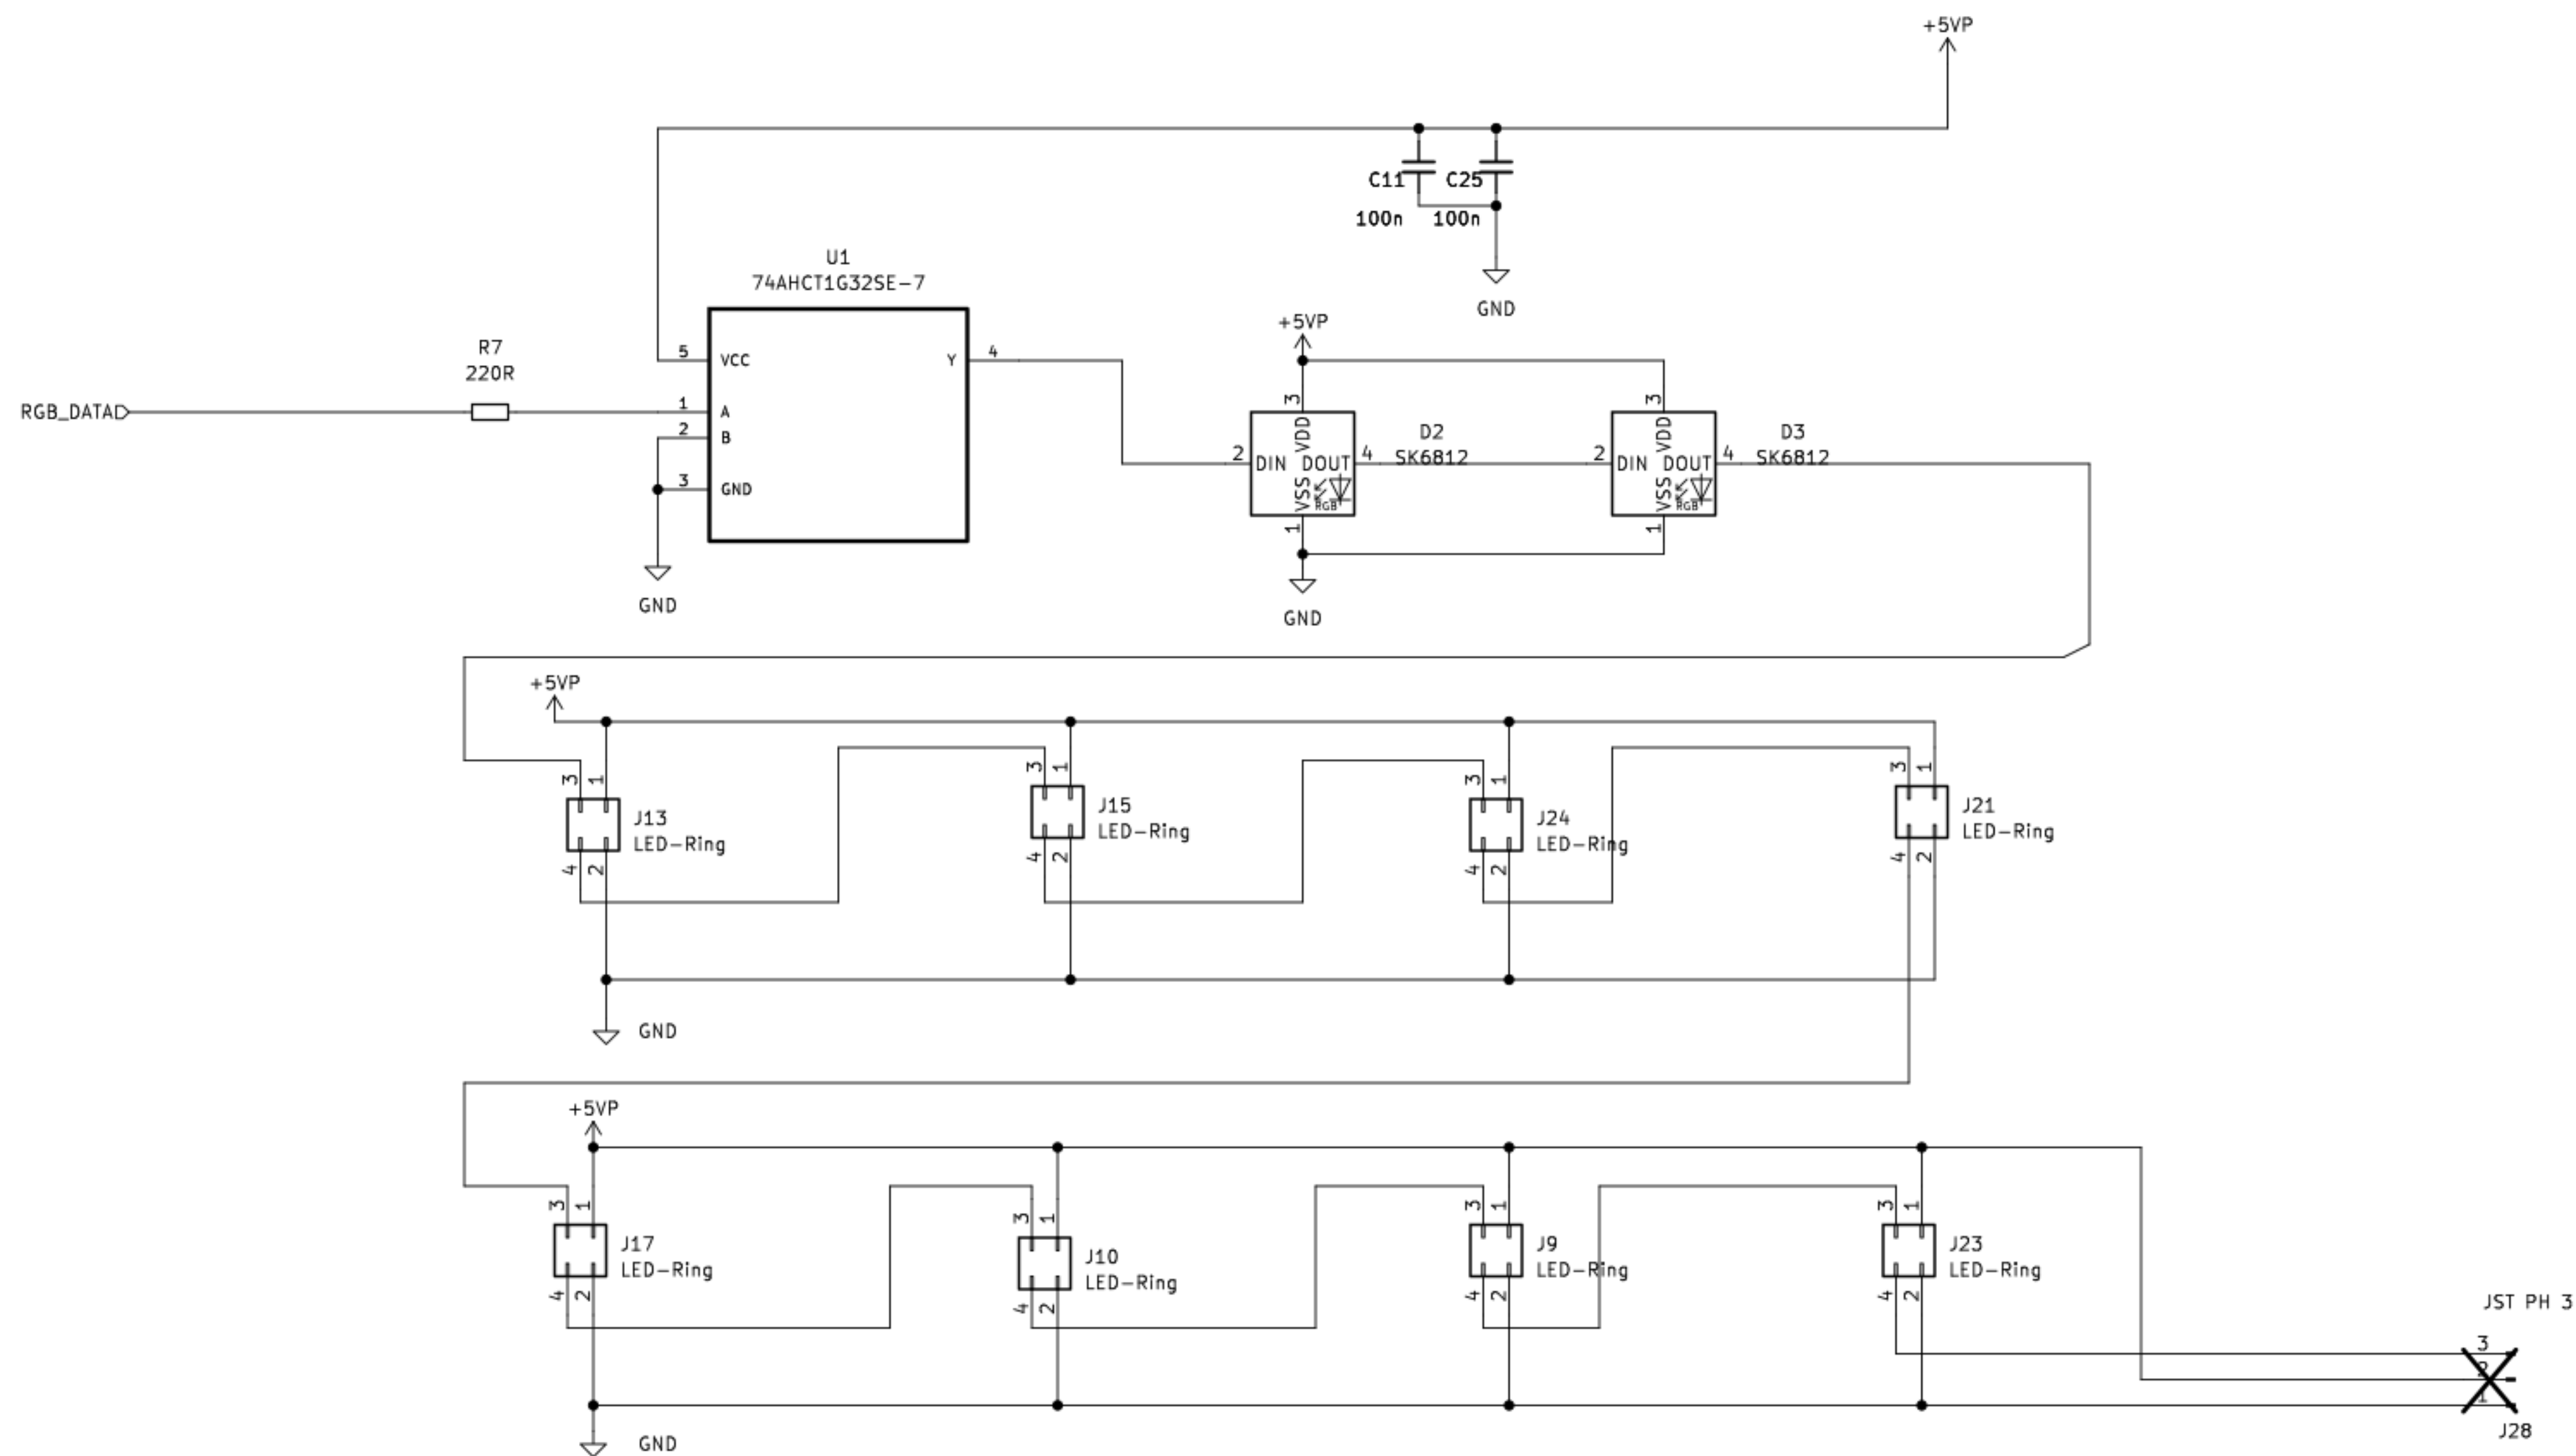 +5VP
C11
C25
100n
100n
GND
U1
74AHCT1G32SE-7
5
VCC
Y
4
R7
220R
RGB_DATA
1
A
2
B
3
GND
GND
+5VP
3
VDD
2
DIN
DOUT
4
VSS
RGB
1
D2
SK6812
3
VDD
2
DIN
DOUT
4
VSS
RGB
1
D3
SK6812
GND
+5VP
3
1
J13
LED-Ring
4
2
3
1
J15
LED-Ring
4
2
3
1
J24
LED-Ring
4
2
3
1
J21
LED-Ring
4
2
GND
+5VP
3
1
J17
LED-Ring
4
2
3
1
J10
LED-Ring
4
2
3
1
J9
LED-Ring
4
2
3
1
J23
LED-Ring
4
2
JST PH 3
3
2
1
J28
GND